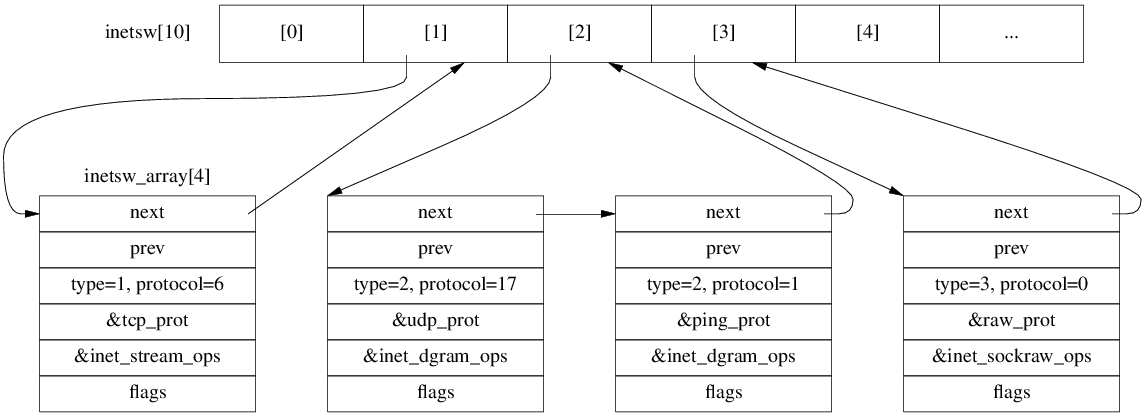 inetsw[10] [0] [1] [2] [3] [4] ...
inetsw_array[4]
next next next next
prev prev prev prev
type=1, protocol=6 type=2, protocol=17 type=2, protocol=1 type=3, protocol=0
&tcp_prot &udp_prot &ping_prot &raw_prot
&inet_stream_ops &inet_dgram_ops &inet_dgram_ops &inet_sockraw_ops
flags flags flags flags